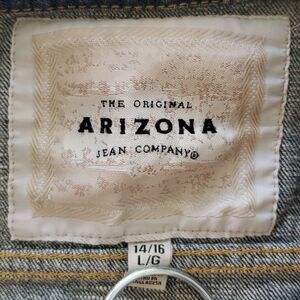 THE ORIGINAL
ARIZONA
JEAN COMPANY®
14/16
L/G